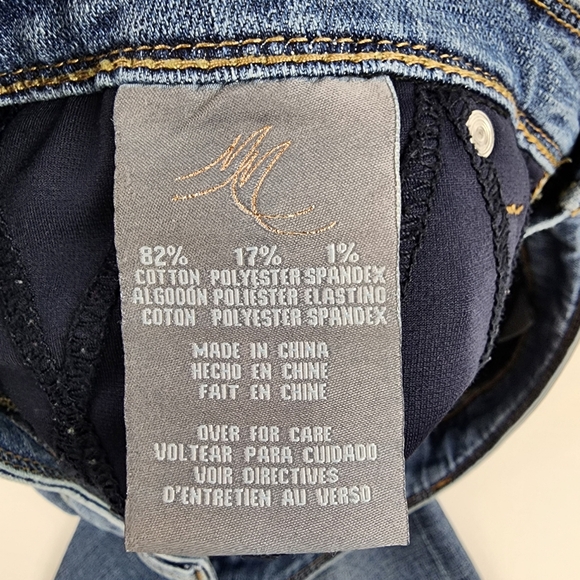 82% 17% 1%
COTTON POLYESTER SPANDEX
ALGODON POLIESTER ELASTINO
COTON POLYESTER SPANDEX
MADE IN CHINA
HECHO EN CHINE
FAIT EN CHINE
OVER FOR CARE
VOLTEAR PARA CUIDADO
VOIR DIRECTIVES
D'ENTRETIEN AU VERSO